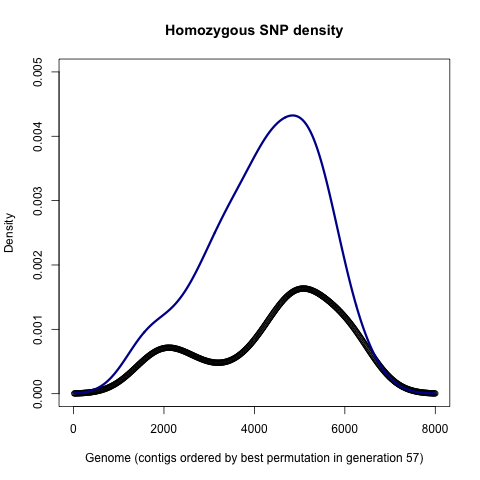 Homozygous SNP density
0.005
0.004
0.003
0.002
0.001
0.000
Density
0 2000 4000 6000 8000
Genome (contigs ordered by best permutation in generation 57)